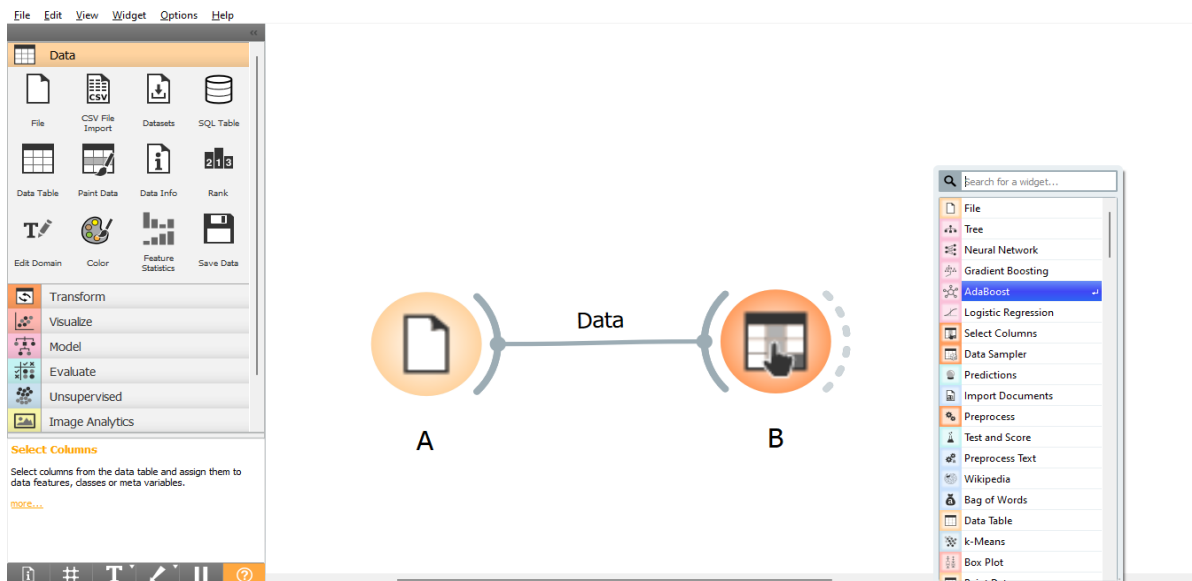 File Edit View Widget Options Help
«
Data
File
CSV
CSV File
Import
Datasets
SQL Table
Data Table
Paint Data
Data Info
2 1 3
Rank
T
Edit Domain
Color
Feature
Statistics
Save Data
Transform
Visualize
Model
Evaluate
Unsupervised
Image Analytics
Select Columns
Select columns from the data table and assign them to
data features, classes or meta variables.
more...
T
?
Data
A
B
Search for a widget...
File
Tree
Neural Network
Gradient Boosting
AdaBoost
Logistic Regression
Select Columns
Data Sampler
Predictions
Import Documents
Preprocess
Test and Score
Preprocess Text
Wikipedia
Bag of Words
Data Table
k-Means
Box Plot